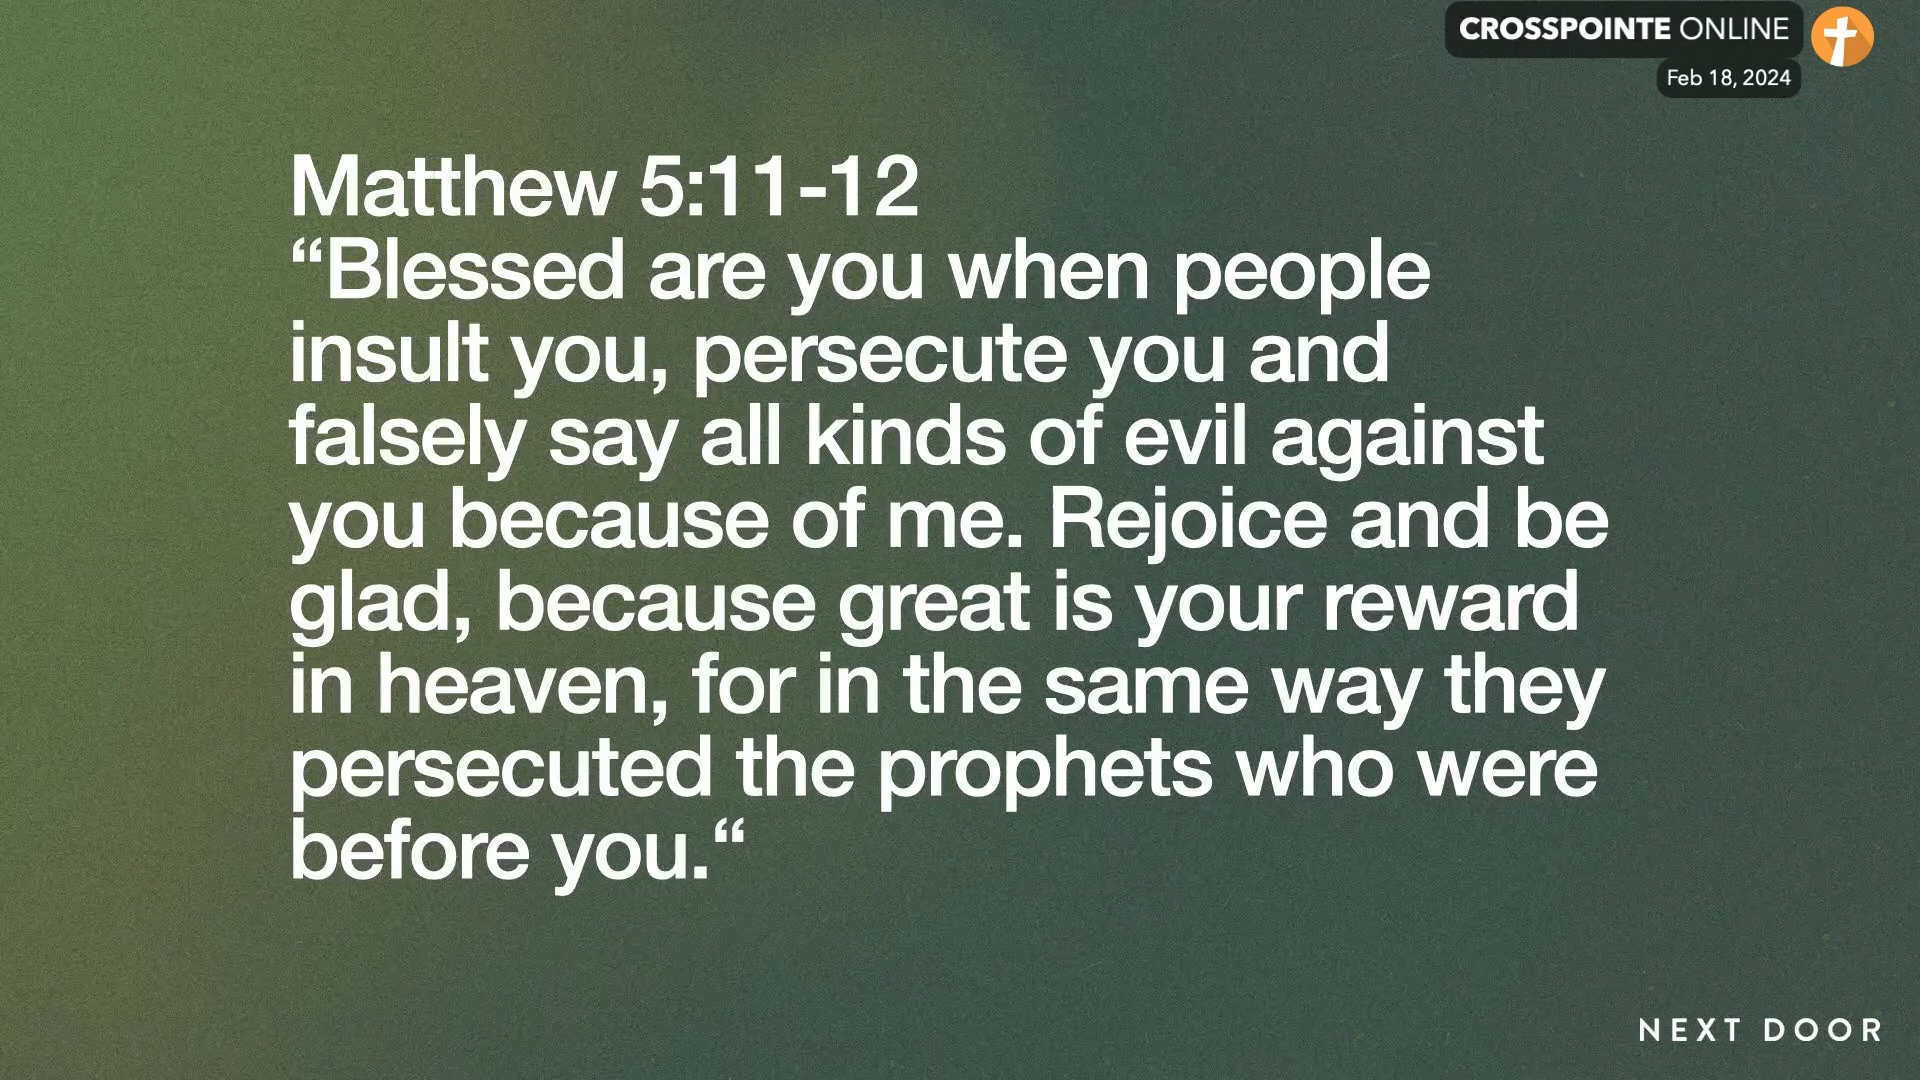 CROSSPOINTE ONLINE
Feb 18, 2024
Matthew 5:11-12
“Blessed are you when people
insult you, persecute you and
falsely say all kinds of evil against
you because of me. Rejoice and be
glad, because great is your reward
in heaven, for in the same way they
persecuted the prophets who were
before you.“
NEXT DOOR